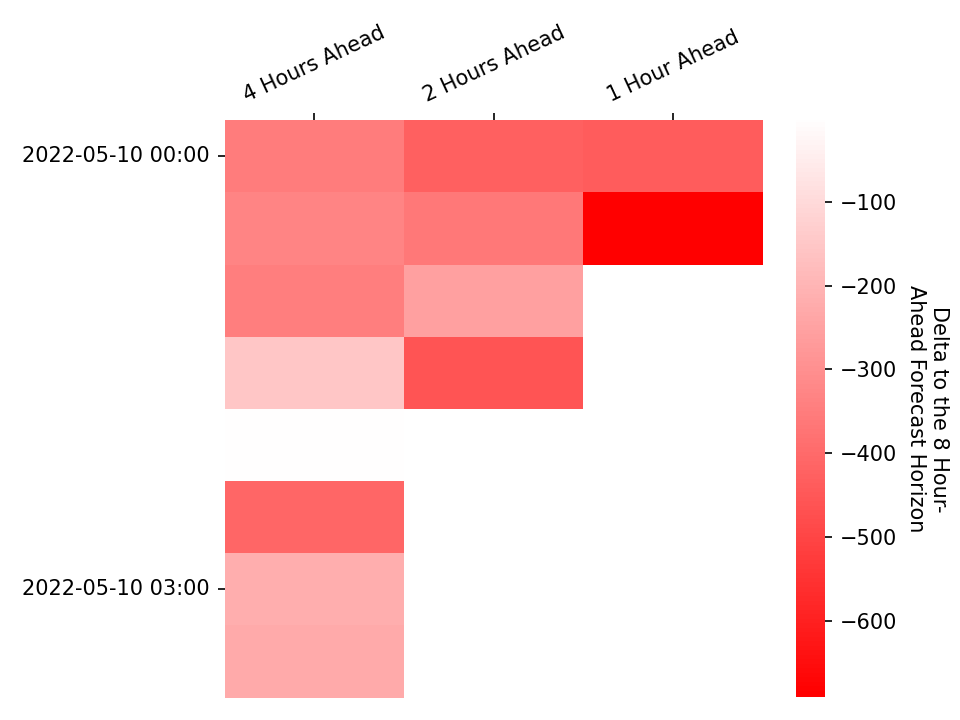 4 Hours Ahead
2 Hours Ahead
1 Hour Ahead
2022-05-10 00:00
2022-05-10 03:00
−100
−200
−300
−400
−500
−600
Delta to the 8 Hour-
Ahead Forecast Horizon